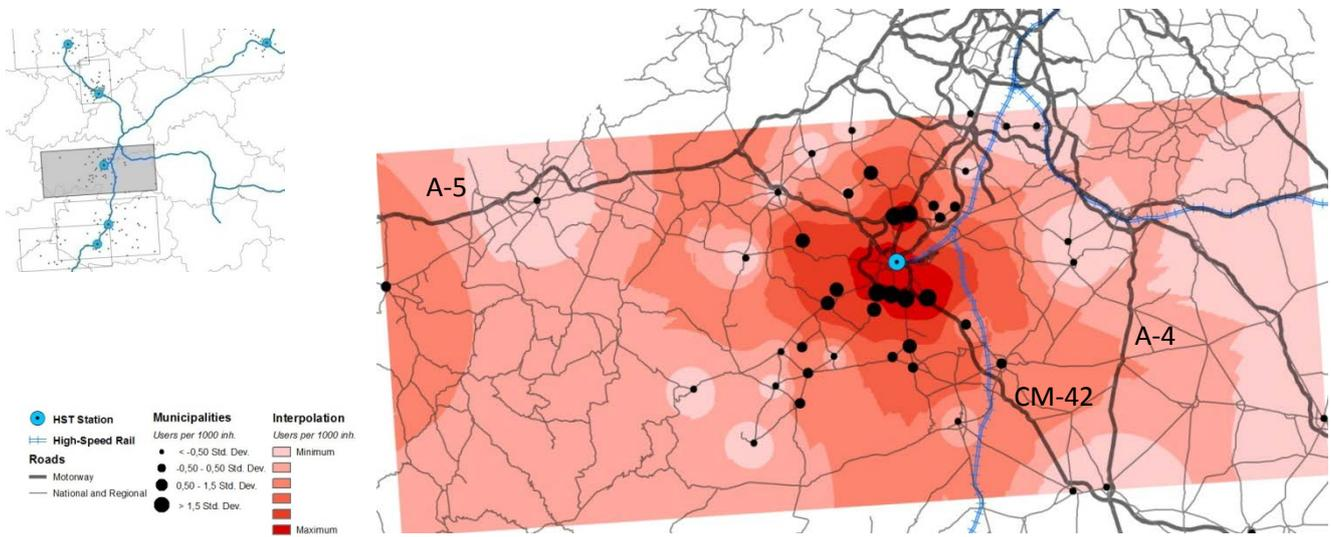 A-5
A-4
CM-42
HST Station
High-Speed Rail
Roads
Motorway
National and Regional
Municipalities
Users per 1000 inh.
< -0,50 Std. Dev.
-0,50 - 0,50 Std. Dev.
0,50 - 1,5 Std. Dev.
> 1,5 Std. Dev.
Interpolation
Users per 1000 inh.
Minimum
Maximum